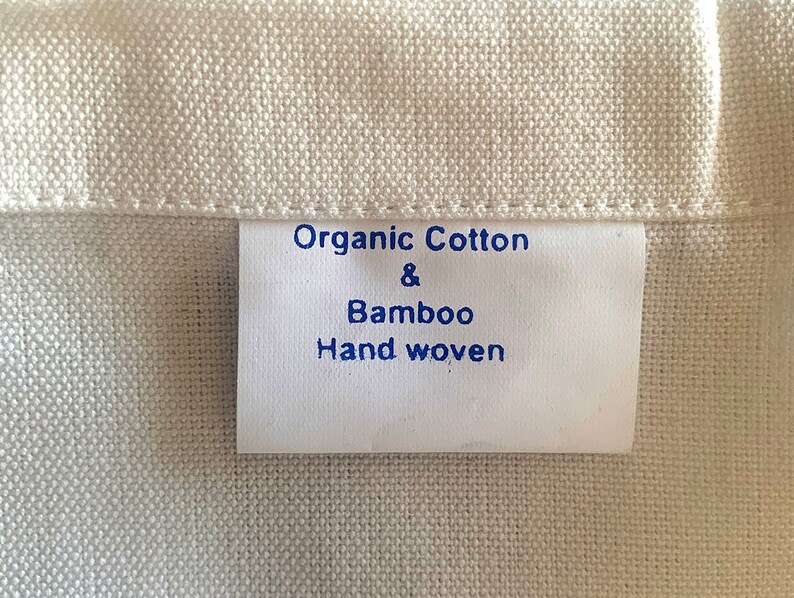 Organic Cotton
&
Bamboo
Hand woven